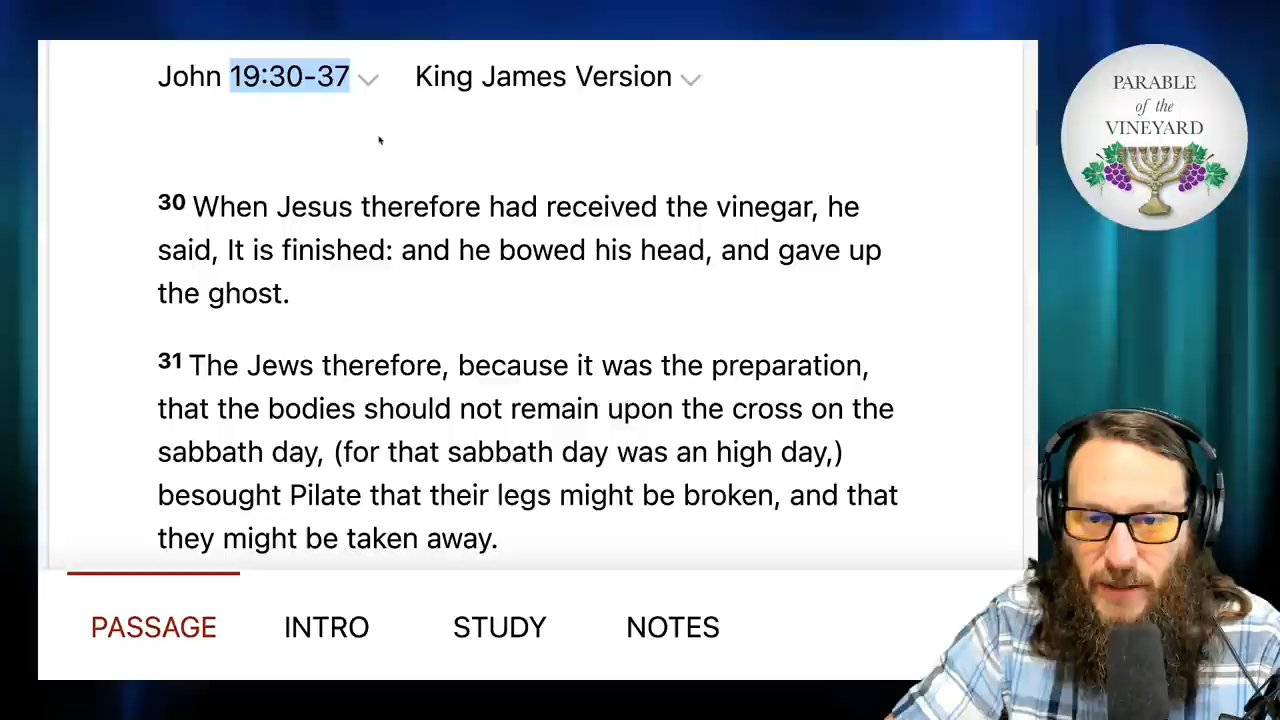 John 19:30-37 King James Version
PARABLE
of the
VINEYARD
30 When Jesus therefore had received the vinegar, he
said, It is finished: and he bowed his head, and gave up
the ghost.
31 The Jews therefore, because it was the preparation,
that the bodies should not remain upon the cross on the
sabbath day, (for that sabbath day was an high day,)
besought Pilate that their legs might be broken, and that
they might be taken away.
PASSAGE INTRO STUDY NOTES